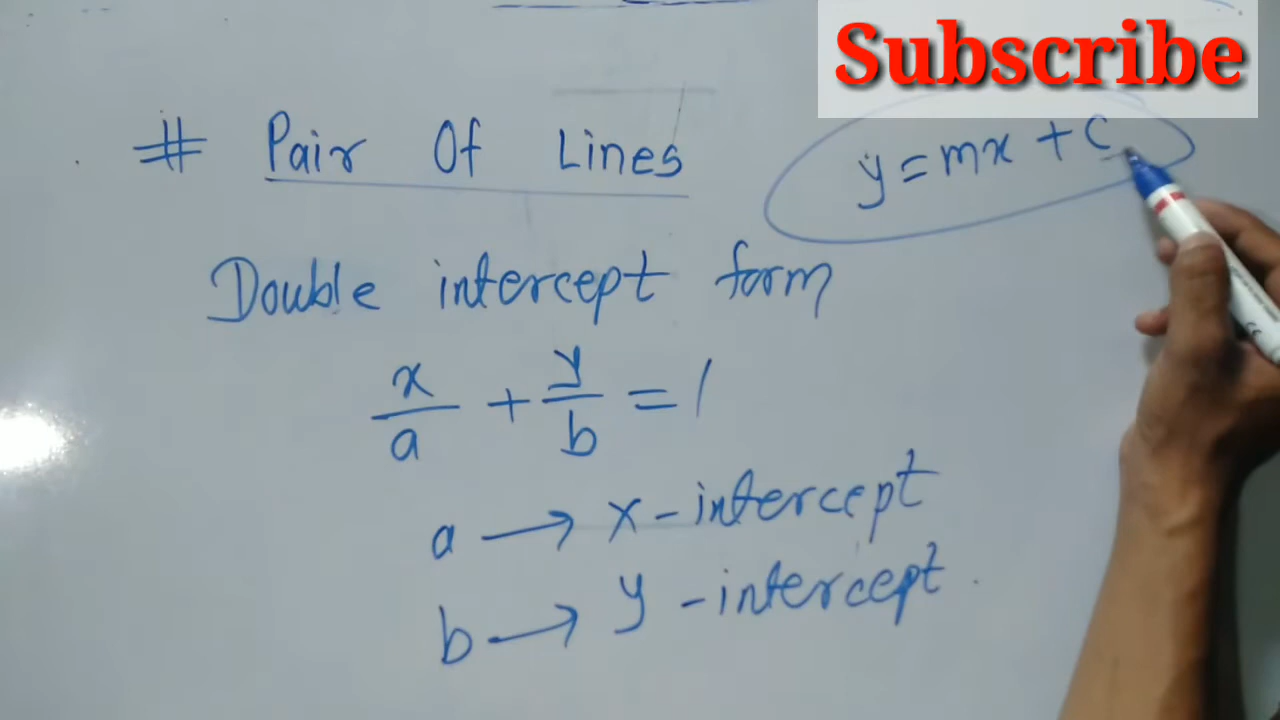 Subscribe
# Pair Of Lines
y = mx + c
Double intercept form
x/a + y/b = 1
a → x-intercept
b → y-intercept.